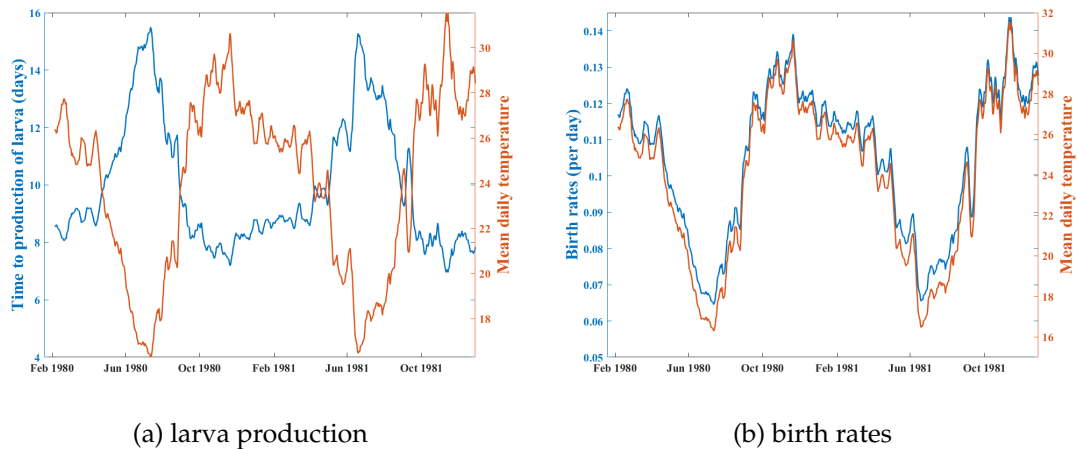 16
14
12
10
8
6
4
Time to production of larva (days)
30
28
26
24
22
20
18
Mean daily temperature
Feb 1980
Jun 1980
Oct 1980
Feb 1981
Jun 1981
Oct 1981
(a) larva production
0.14
0.13
0.12
0.11
0.1
0.09
0.08
0.07
0.06
0.05
Birth rates (per day)
32
30
28
26
24
22
20
18
16
Mean daily temperature
Feb 1980
Jun 1980
Oct 1980
Feb 1981
Jun 1981
Oct 1981
(b) birth rates